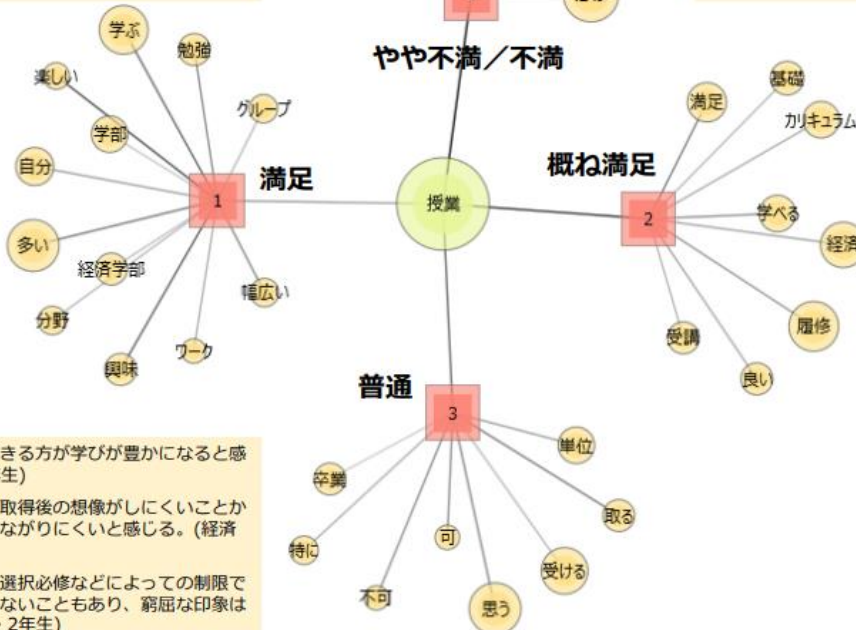 学ぶ
勉強
楽しい
グループ
学部
自分
1
満足
多い
経済学部
幅広い
分野
興味
ワーク
やや不満／不満
授業
概ね満足
2
満足
基礎
カリキュラム
学べる
経済
履修
受講
良い
普通
3
卒業
単位
特に
可
取る
不可
受ける
思う
きる方が学びが豊かになると感
生)
取得後の想像がしにくいことか
ながりにくいと感じる。(経済
選択必修などによっての制限で
ないこともあり、窮屈な印象は
2年生)